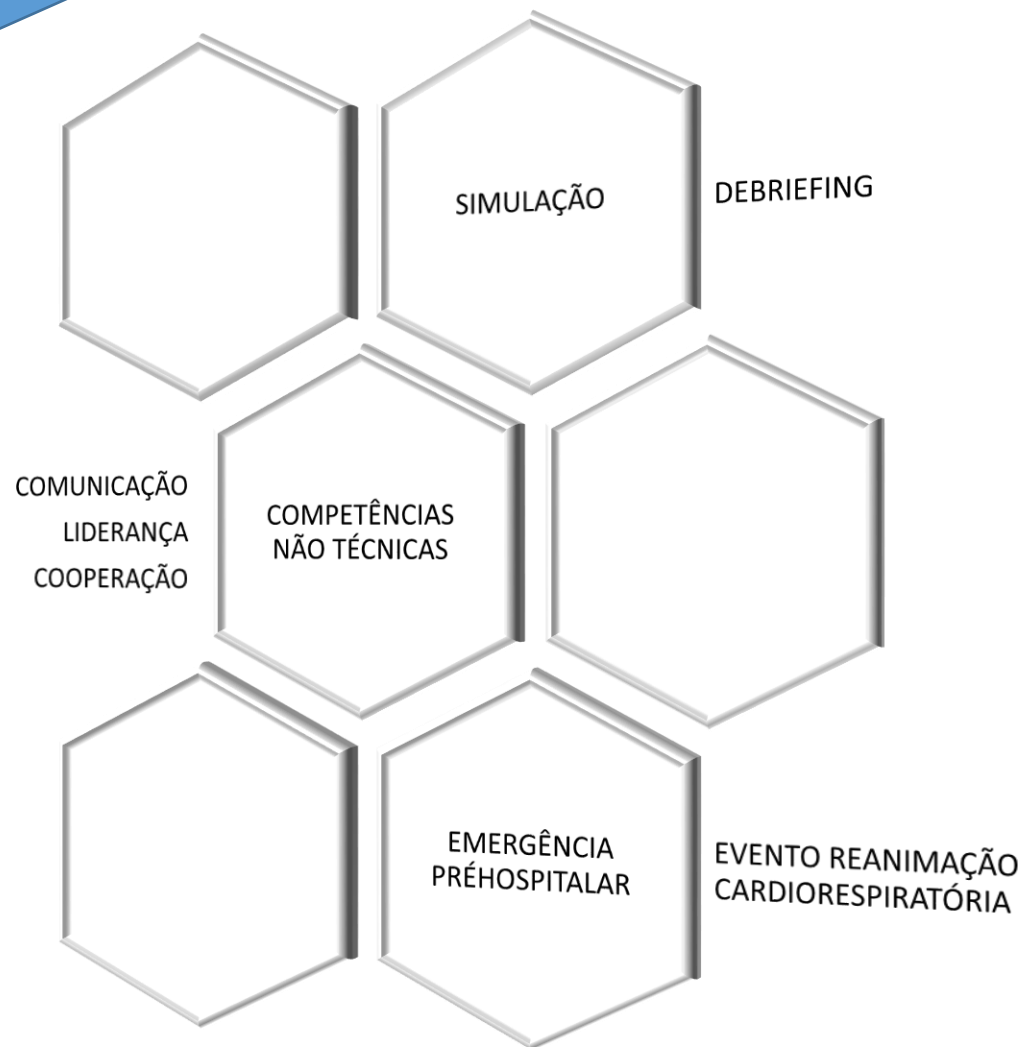 SIMULAÇÃO
DEBRIEFING
COMUNICAÇÃO
LIDERANÇA
COOPERAÇÃO
COMPETÊNCIAS
NÃO TÉCNICAS
EMERGÊNCIA
PRÉHOSPITALAR
EVENTO REANIMAÇÃO
CARDIORESPIRATÓRIA